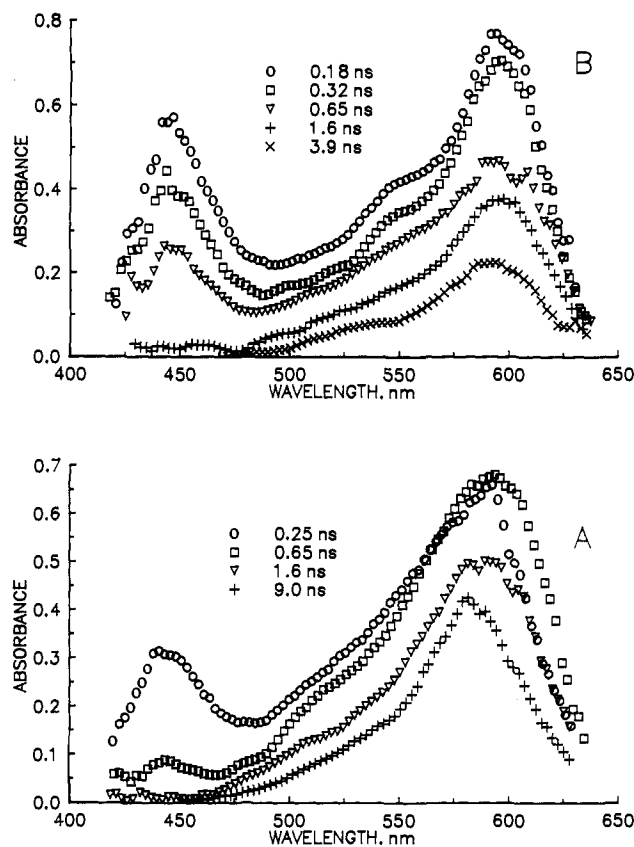 B
0.8
0.6
0.4
0.2
0.0
ABSORBANCE
0.18 ns
0.32 ns
0.65 ns
1.6 ns
3.9 ns
400 450 500 550 600 650
WAVELENGTH, nm
A
0.7
0.6
0.5
0.4
0.3
0.2
0.1
0.0
ABSORBANCE
0.25 ns
0.65 ns
1.6 ns
9.0 ns
400 450 500 550 600 650
WAVELENGTH, nm